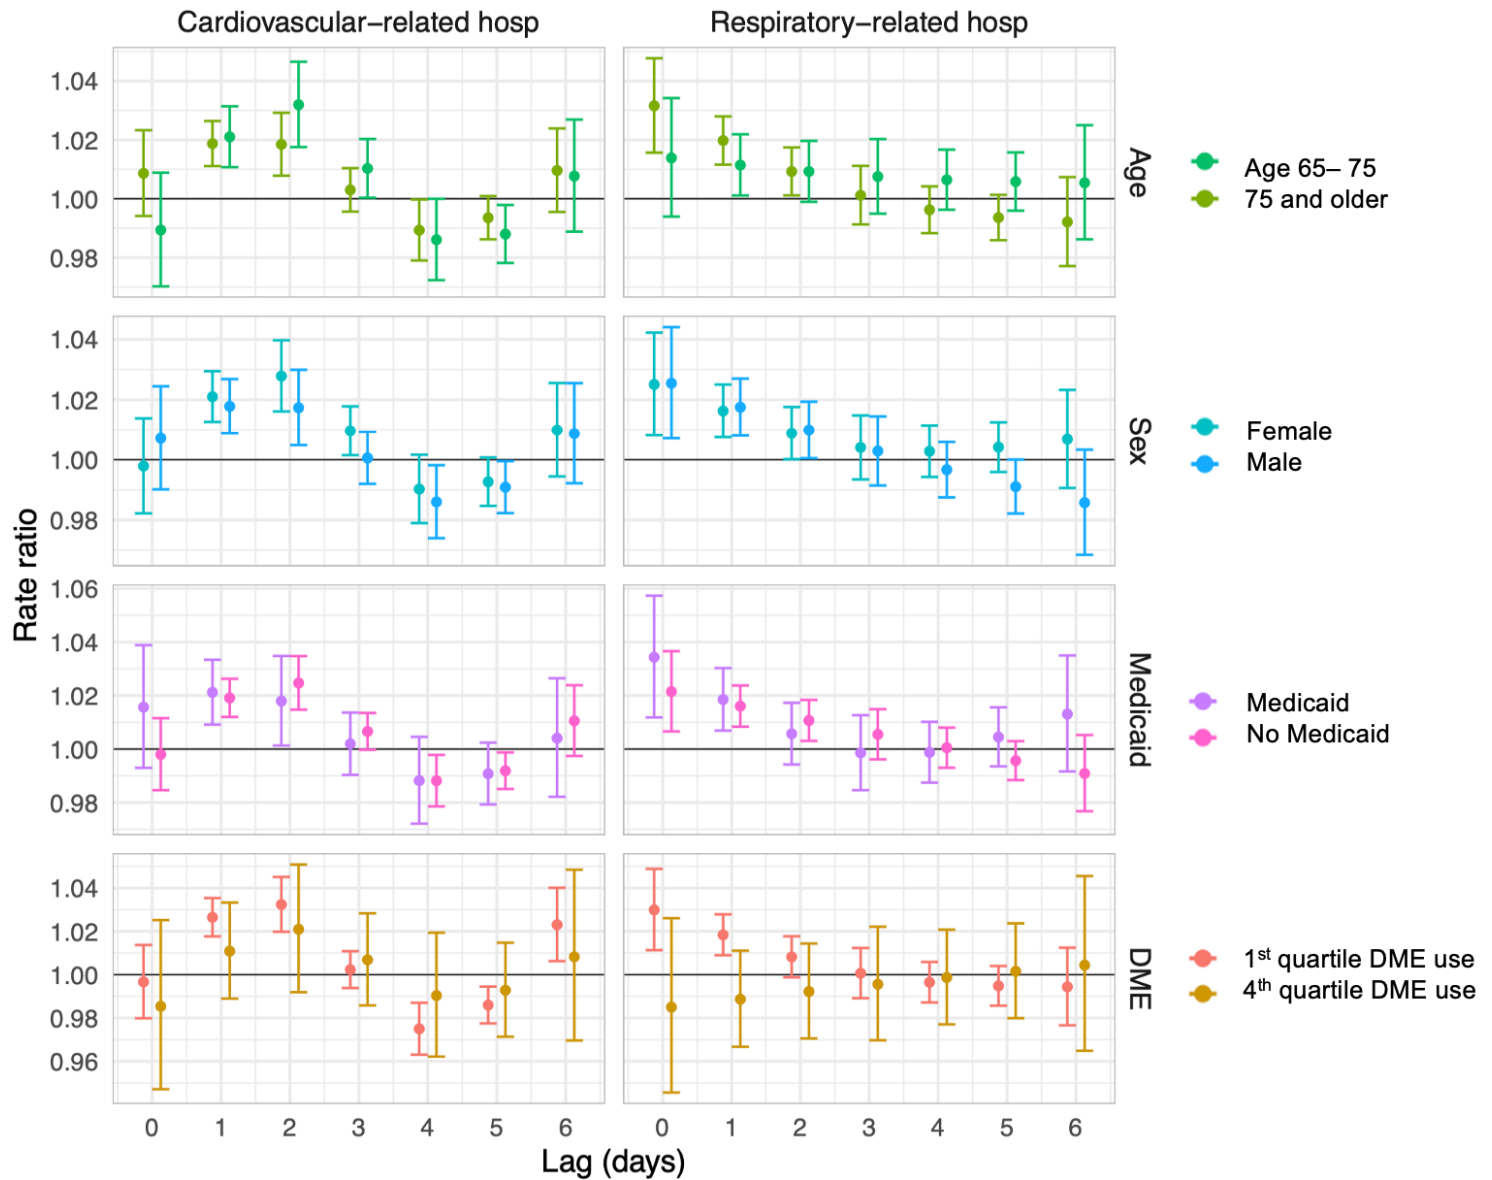 Cardiovascular−related hosp
Respiratory−related hosp
1.04
1.02
1.00
0.98
Age
Age 65– 75
75 and older
1.04
1.02
1.00
0.98
Sex
Female
Male
Rate ratio
1.06
1.04
1.02
1.00
0.98
Medicaid
Medicaid
No Medicaid
1.04
1.02
1.00
0.98
0.96
DME
1st quartile DME use
4th quartile DME use
0 1 2 3 4 5 6
0 1 2 3 4 5 6
Lag (days)